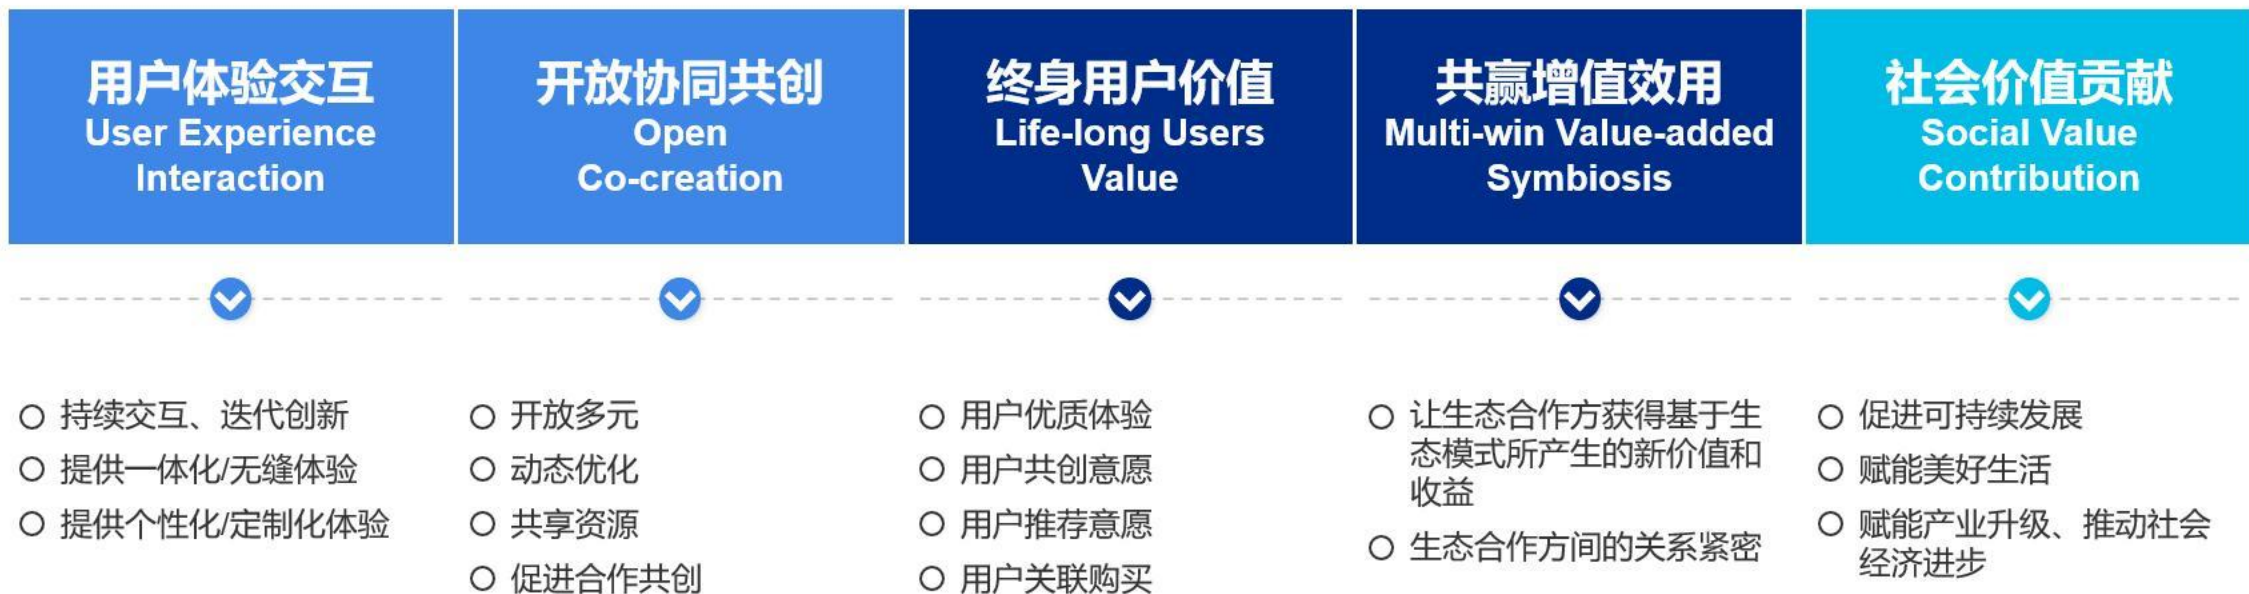 用户体验交互
User Experience
Interaction
开放协同共创
Open
Co-creation
终身用户价值
Life-long Users
Value
共赢增值效用
Multi-win Value-added
Symbiosis
社会价值贡献
Social Value
Contribution
持续交互、迭代创新
提供一体化/无缝体验
提供个性化/定制化体验
开放多元
动态优化
共享资源
促进合作共创
用户优质体验
用户共创意愿
用户推荐意愿
用户关联购买
让生态合作方获得基于生
态模式所产生的新价值和
收益
生态合作方间的关系紧密
促进可持续发展
赋能美好生活
赋能产业升级、推动社会
经济进步